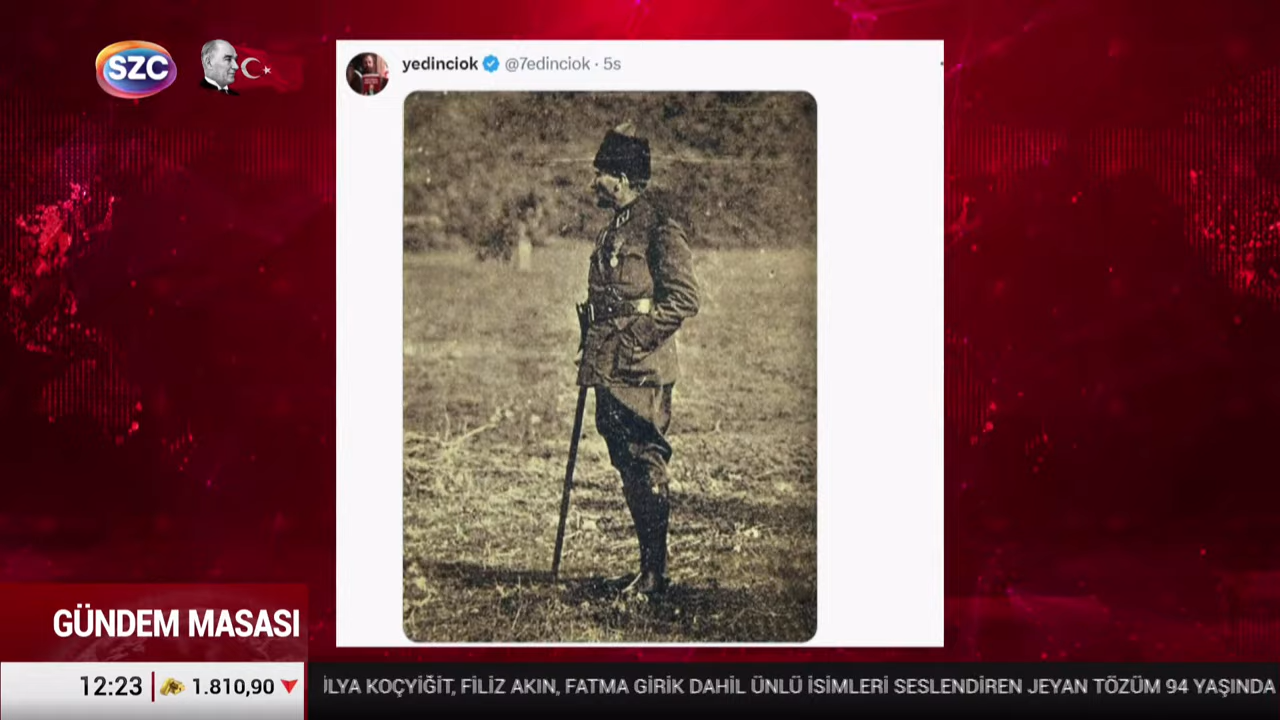 SZC
yedinciok @7edinciok · 5s
GÜNDEM MASASI
12:23 1.810,90
İLYA KOÇYİĞİT, FİLİZ AKIN, FATMA GİRİK DAHİL ÜNLÜ İSİMLERİ SESLENDİREN JEYAN TÖZÜM 94 YAŞINDA